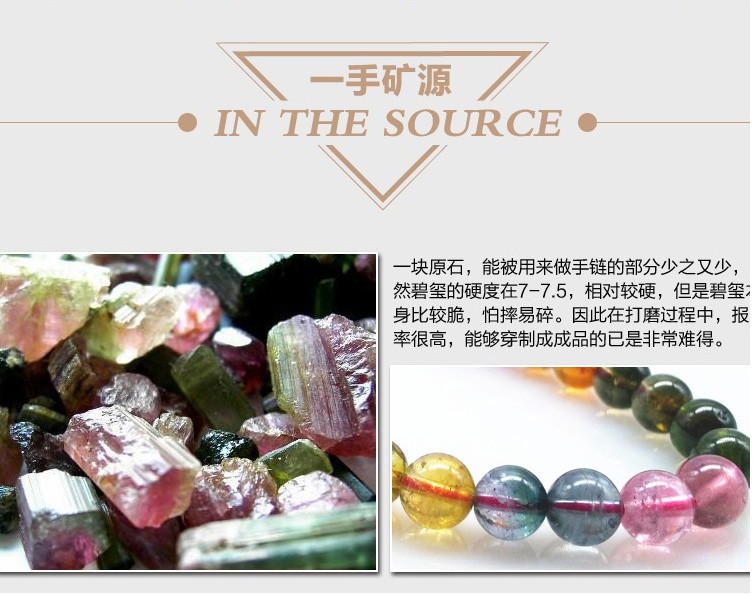 一手矿源
IN THE SOURCE
一块原石，能被用来做手链的部分少之又少，
然碧玺的硬度在7-7.5，相对较硬，但是碧玺
身比较脆，怕摔易碎。因此在打磨过程中，报
率很高，能够穿制成成品的已是非常难得。